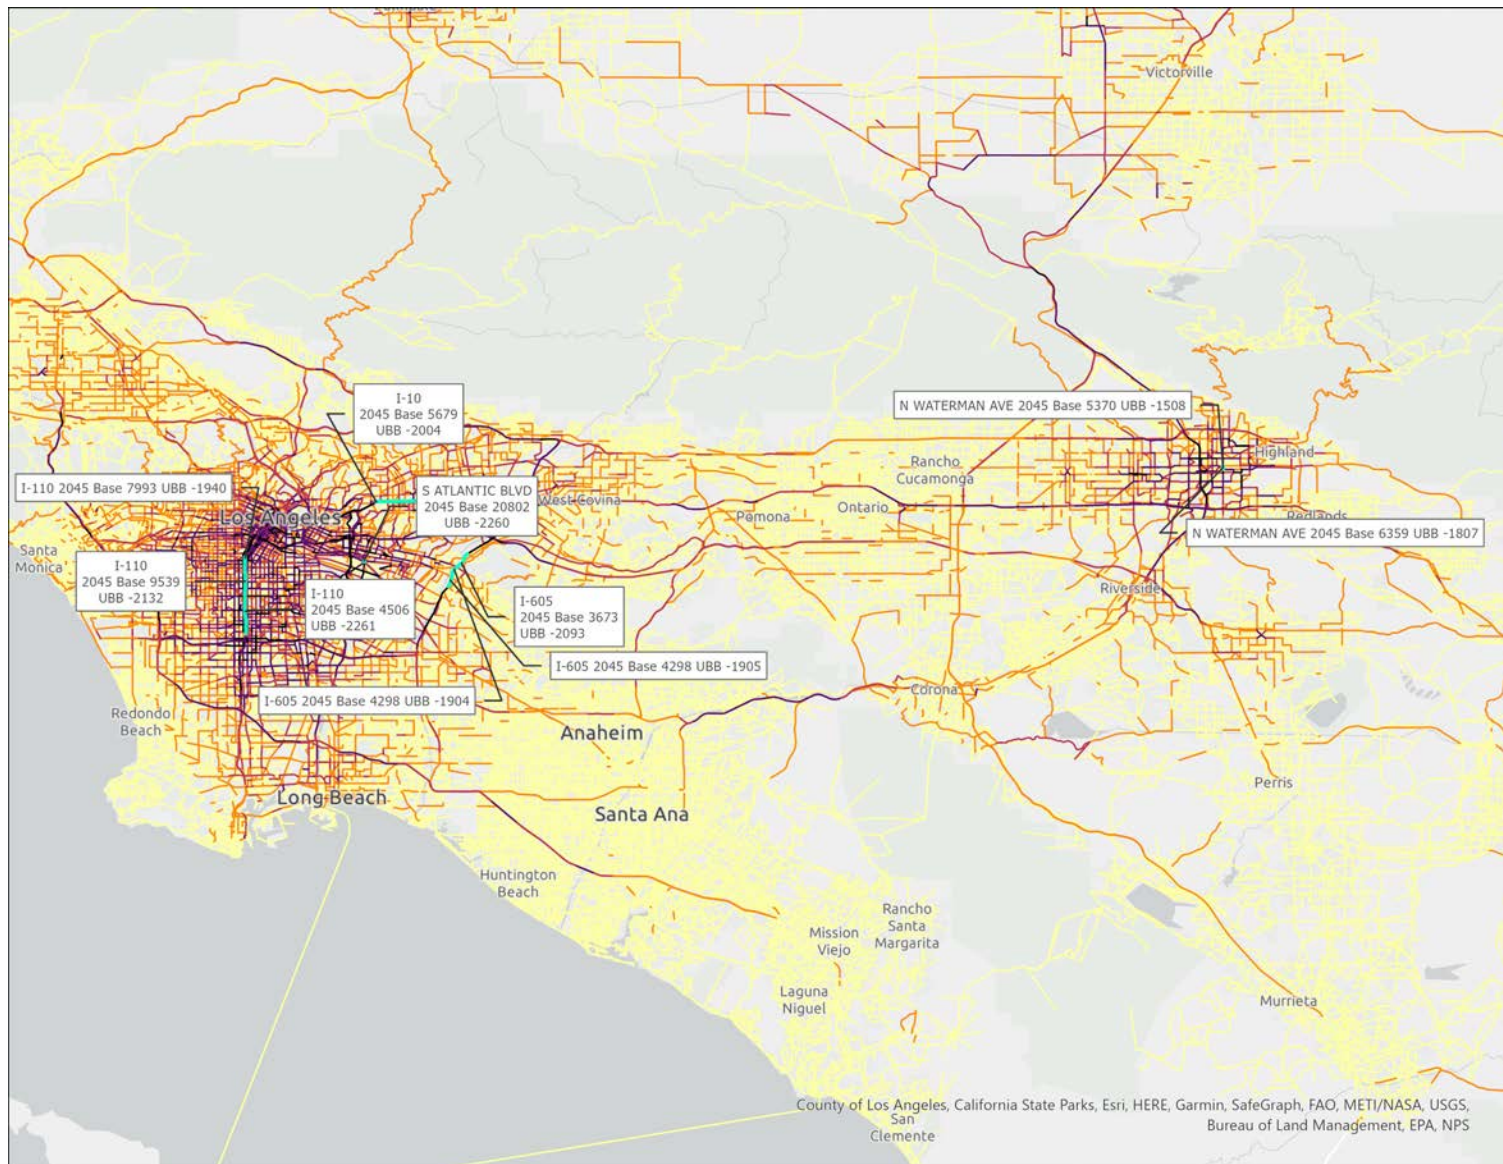 Victorville
I-10
2045 Base 5679
UBB -2004
N WATERMAN AVE 2045 Base 5370 UBB -1508
Highland
Rancho
Cucamonga
I-110 2045 Base 7993 UBB -1940
S ATLANTIC BLVD
2045 Base 20802
UBB -2260
West Covina
Los Angeles
Pomona
Ontario
Redlands
N WATERMAN AVE 2045 Base 6359 UBB -1807
Santa
Monica
I-110
2045 Base 9539
UBB -2132
I-110
2045 Base 4506
UBB -2261
I-605
2045 Base 3673
UBB -2093
Riverside
I-605 2045 Base 4298 UBB -1905
I-605 2045 Base 4298 UBB -1904
Corona
Redondo
Beach
Anaheim
Perris
Long Beach
Santa Ana
Huntington
Beach
Rancho
Santa
Margarita
Mission
Viejo
Laguna
Niguel
Murrieta
County of Los Angeles, California State Parks, Esri, HERE, Garmin, SafeGraph, FAO, METI/NASA, USGS,
Bureau of Land Management, EPA, NPS
San
Clemente